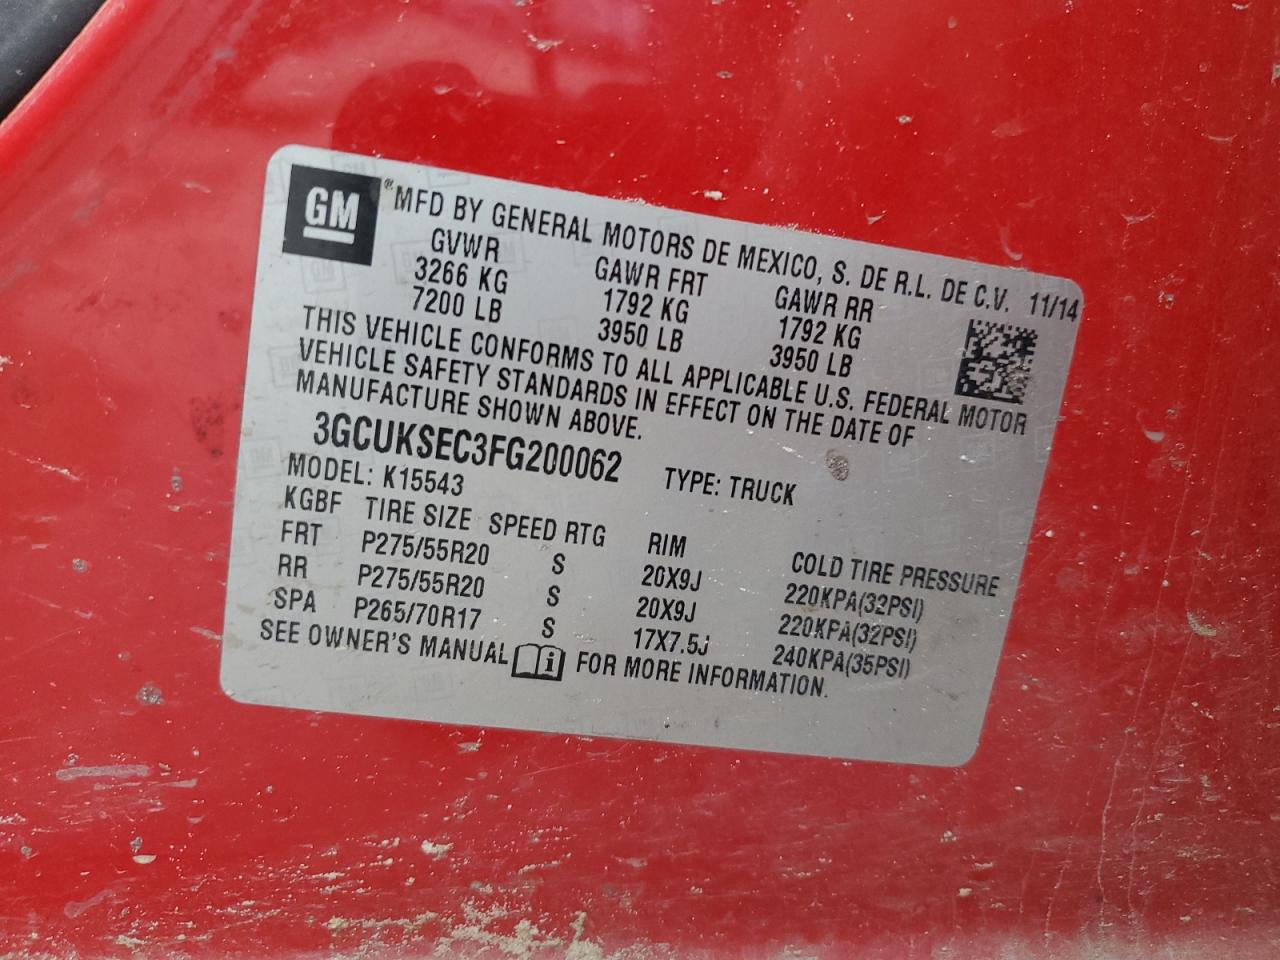 GM ® MFD BY GENERAL MOTORS DE MEXICO, S. DE R.L. DE C.V. 11/14
GVWR GAWR FRT GAWR RR
3266 KG 1792 KG 1792 KG
7200 LB 3950 LB 3950 LB
THIS VEHICLE CONFORMS TO ALL APPLICABLE U.S. FEDERAL MOTOR
VEHICLE SAFETY STANDARDS IN EFFECT ON THE DATE OF
MANUFACTURE SHOWN ABOVE.
3GCUKSEC3FG200062 TYPE: TRUCK
MODEL: K15543
KGBF TIRE SIZE SPEED RTG RIM COLD TIRE PRESSURE
FRT P275/55R20 S 20X9J 220KPA(32PSI)
RR P275/55R20 S 20X9J 220KPA(32PSI)
SPA P265/70R17 S 17X7.5J 240KPA(35PSI)
SEE OWNER'S MANUAL FOR MORE INFORMATION.